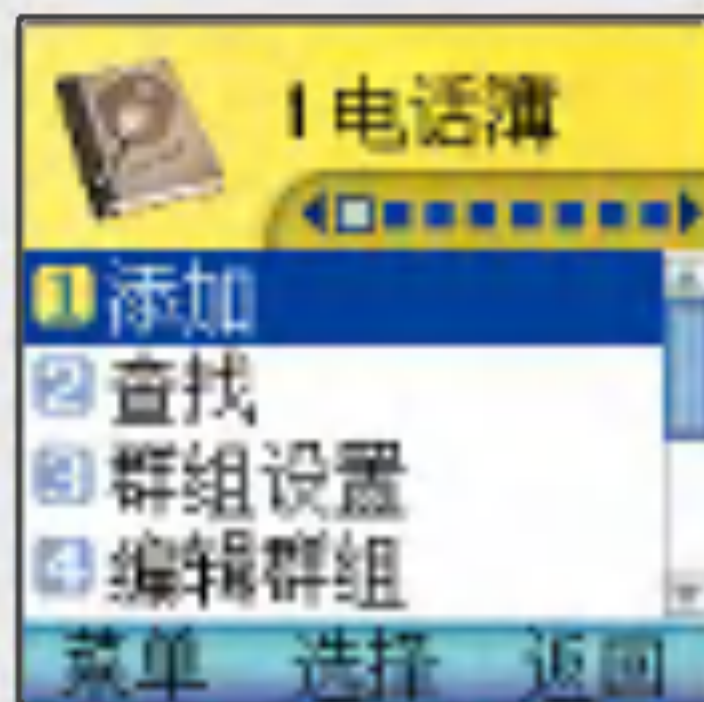 1 电话簿
1 添加
2 查找
3 群组设置
4 编辑群组
菜单 选择 返回